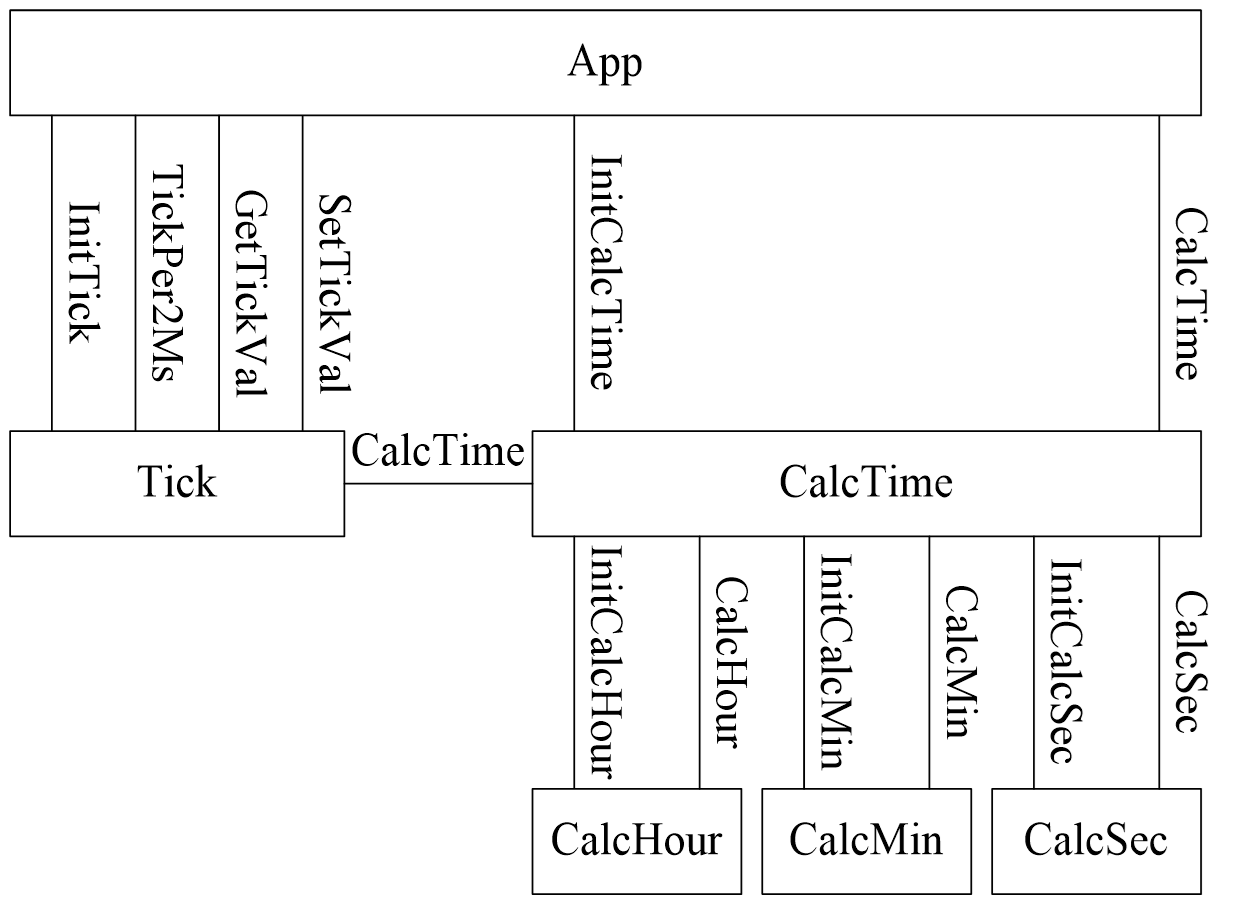 App
InitTick
TickPer2Ms
GetTickVal
SetTickVal
InitCalcTime
CalcTime
Tick
CalcTime
CalcTime
InitCalcHour
CalcHour
InitCalcMin
CalcMin
InitCalcSec
CalcSec
CalcHour
CalcMin
CalcSec